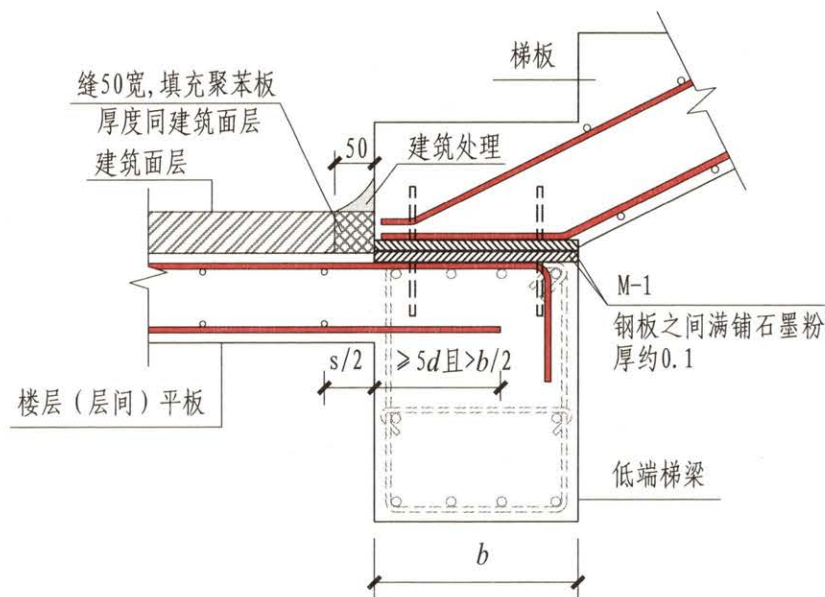 梯板
缝50宽,填充聚苯板
厚度同建筑面层
50
建筑处理
建筑面层
M-1
钢板之间满铺石墨粉
厚约0.1
s/2
≥5d且>b/2
楼层(层间)平板
低端梯梁
b